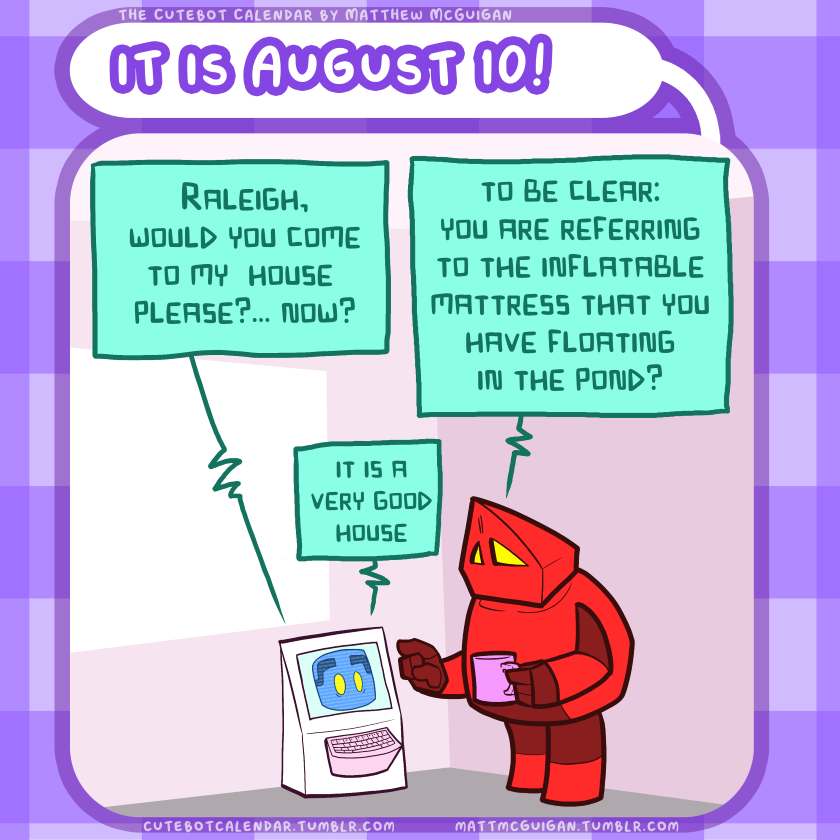 The Cutebot Calendar by Matthew McGuigan
IT IS AUGUST 10!
RALEIGH,
WOULD YOU COME
TO MY HOUSE
PLEASE?... NOW?
TO BE CLEAR:
YOU ARE REFERRING
TO THE INFLATABLE
MATTRESS THAT YOU
HAVE FLOATING
IN THE POND?
IT IS A
VERY GOOD
HOUSE
CUTEBOTCALENDAR.TUMBLR.COM
MATTMCGUIGAN.TUMBLR.COM